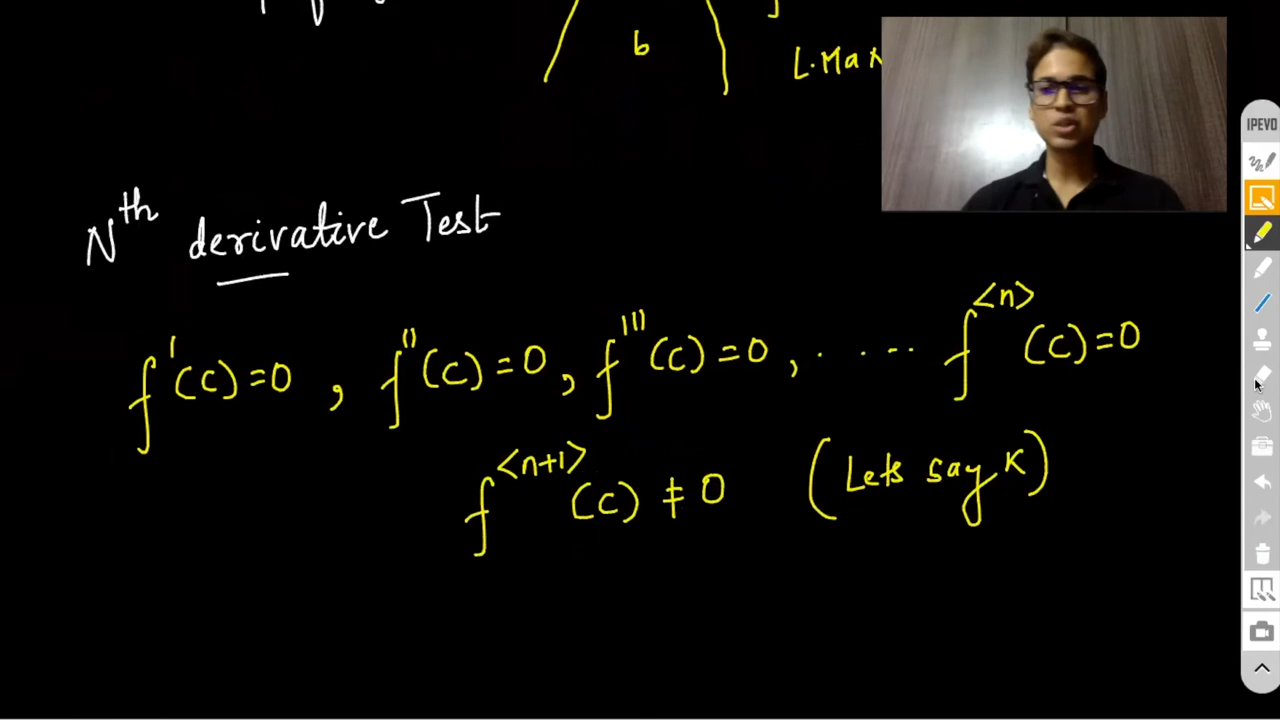 b
L.Max
IPEVO
Nth derivative Test
f'(c)=0, f''(c)=0, f'''(c)=0, ..... f<n>(c)=0
f<n+1>(c) ≠ 0 (Lets say K)